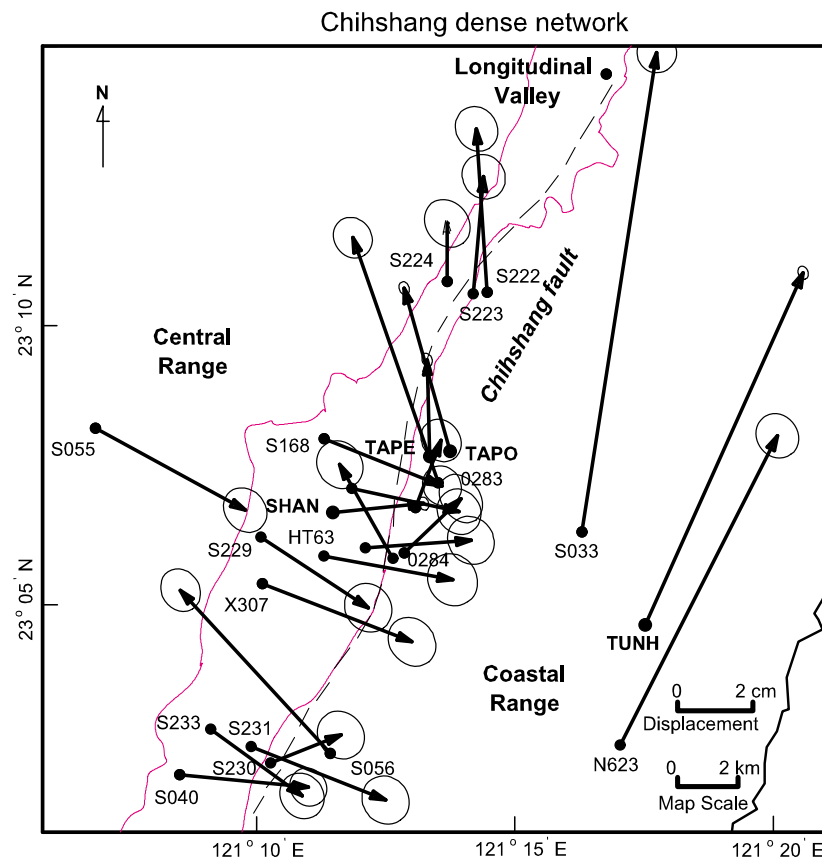 Chihshang dense network
Longitudinal
Valley
N
S224
S222
S223
23° 10' N
Chihshang fault
Central
Range
S055
S168
TAPE
TAPO
0283
SHAN
HT63
S229
0284
S033
X307
23° 05' N
TUNH
Coastal
Range
0 2 cm
Displacement
S233
S231
S230
S056
S040
N623
0 2 km
Map Scale
121° 10' E
121° 15' E
121° 20' E